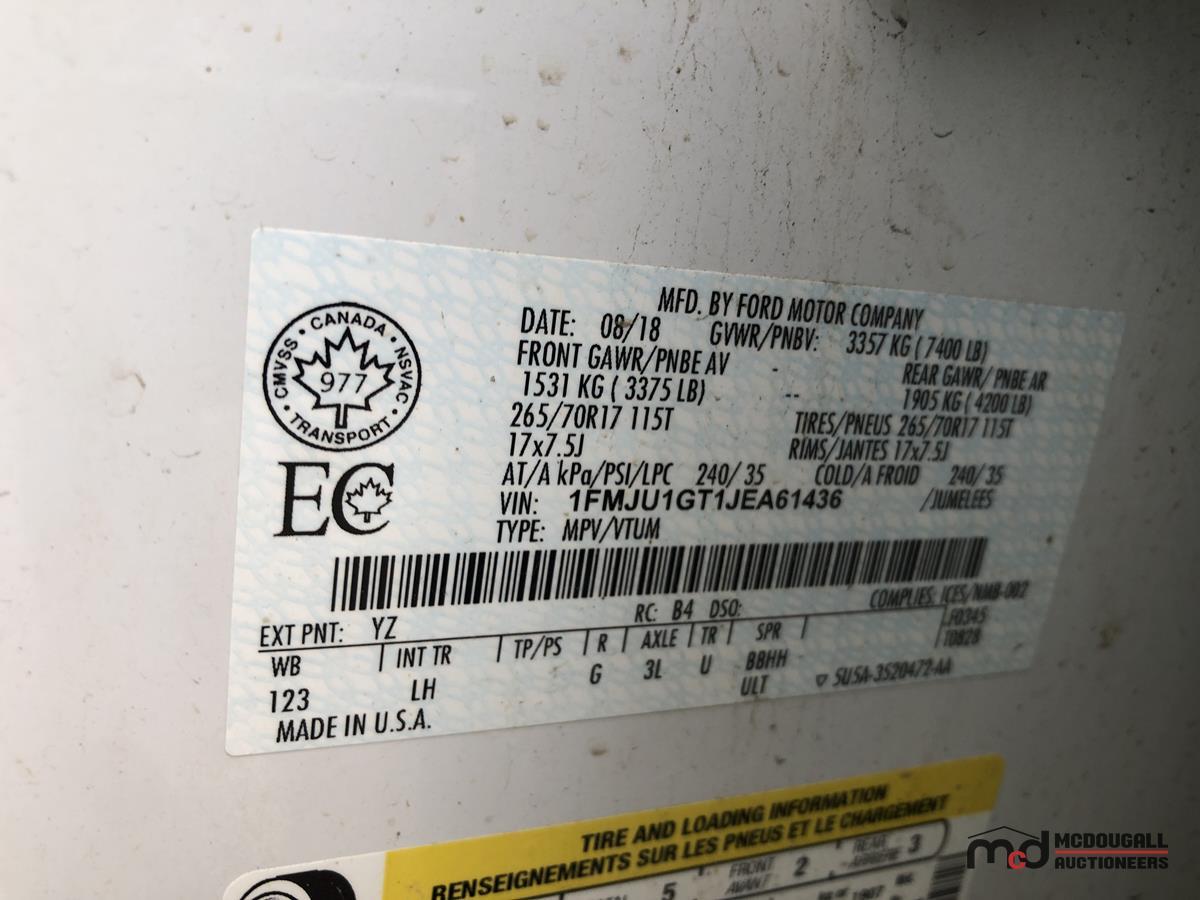 MFD. BY FORD MOTOR COMPANY
DATE: 08/18 GVWR/PNBV: 3357 KG ( 7400 LB)
FRONT GAWR/PNBE AV REAR GAWR/ PNBE AR
1531 KG ( 3375 LB) -- 1905 KG ( 4200 LB)
265/70R17 115T TIRES/PNEUS 265/70R17 115T
17x7.5J RIMS/JANTES 17x7.5J
AT/A kPa/PSI/LPC 240/ 35 COLD/A FROID 240/ 35
VIN: 1FMJU1GT1JEA61436 /JUMELEES
TYPE: MPV/VTUM
CANADA • NSVAC • TRANSPORT • CMVSS •
977
EC
COMPLIES: ICES/NMB-002
RC: B4 DSO:
EXT PNT: YZ F0345
WB INT TR TP/PS R AXLE TR SPR T0828
123 LH G 3L U BBHH
ULT ▽ 5U5A-3520472-AA
MADE IN U.S.A.
TIRE AND LOADING INFORMATION
RENSEIGNEMENTS SUR LES PNEUS ET LE CHARGEMENT
5 FRONT 2 REAR 3
AVANT ARRIÈRE
mcd MCDOUGALL
AUCTIONEERS